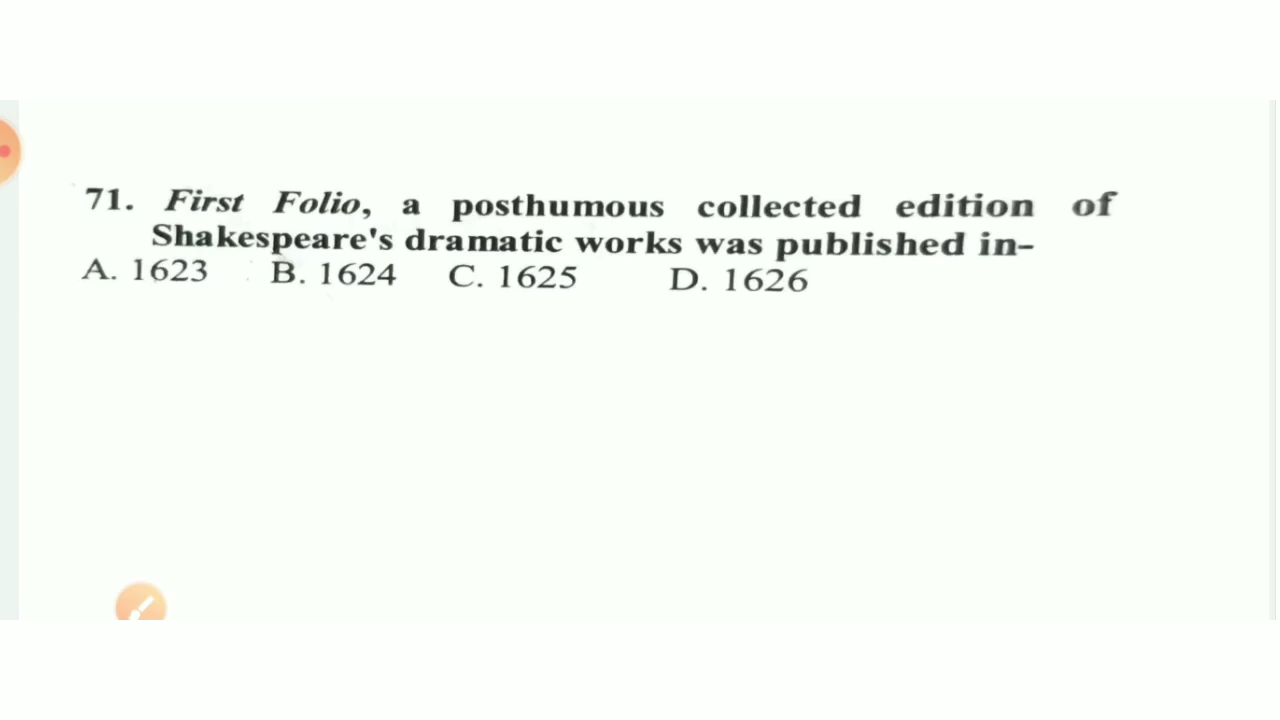 71. First Folio, a posthumous collected edition of
Shakespeare's dramatic works was published in-
A. 1623 B. 1624 C. 1625 D. 1626